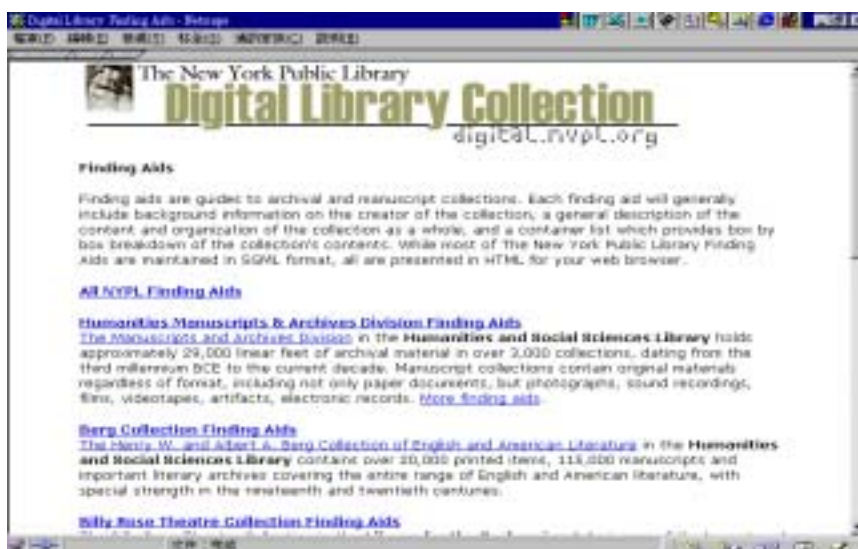 Digital Library Finding Aids - Netscape
The New York Public Library
Digital Library Collection
digital.nypl.org
Finding Aids
Finding aids are guides to archival and manuscript collections. Each finding aid will generally
include background information on the creator of the collection, a general description of the
content and organization of the collection as a whole, and a container list which provides box by
box breakdown of the collection's contents. While most of The New York Public Library Finding
Aids are maintained in SGML format, all are presented in HTML for your web browser.
All NYPL Finding Aids
Humanities Manuscripts & Archives Division Finding Aids
The Manuscripts and Archives Division in the Humanities and Social Sciences Library holds
approximately 29,000 linear feet of archival material in over 3,000 collections, dating from the
third millennium BCE to the current decade. Manuscript collections contain original materials
regardless of format, including not only paper documents, but photographs, sound recordings,
films, videotapes, artifacts, electronic records. More finding aids
Berg Collection Finding Aids
The Henry W. and Albert A. Berg Collection of English and American Literature in the Humanities
and Social Sciences Library contains over 20,000 printed items, 115,000 manuscripts and
important literary archives covering the entire range of English and American literature, with
special strength in the nineteenth and twentieth centuries.
Billy Rose Theatre Collection Finding Aids